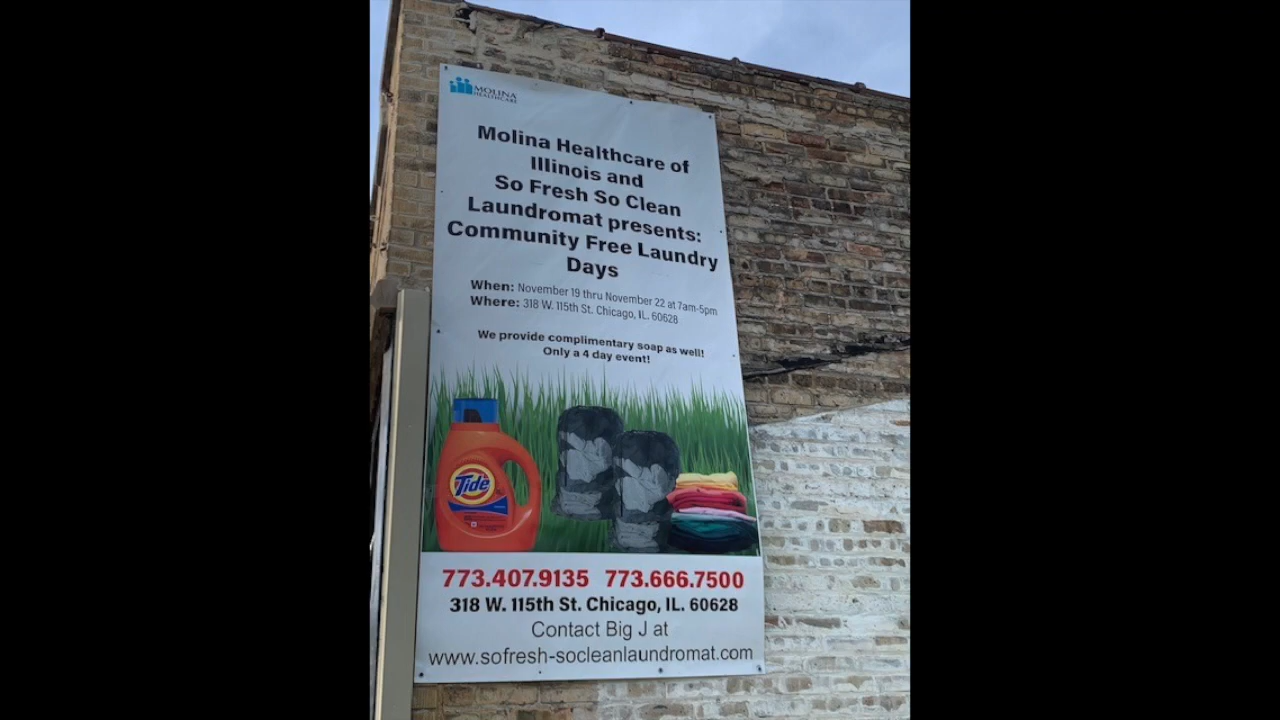 MOLINA
HEALTHCARE
Molina Healthcare of
Illinois and
So Fresh So Clean
Laundromat presents:
Community Free Laundry
Days
When: November 19 thru November 22 at 7am-5pm
Where: 318 W. 115th St. Chicago, IL. 60628
We provide complimentary soap as well!
Only a 4 day event!
Tide
773.407.9135 773.666.7500
318 W. 115th St. Chicago, IL. 60628
Contact Big J at
www.sofresh-socleanlaundromat.com